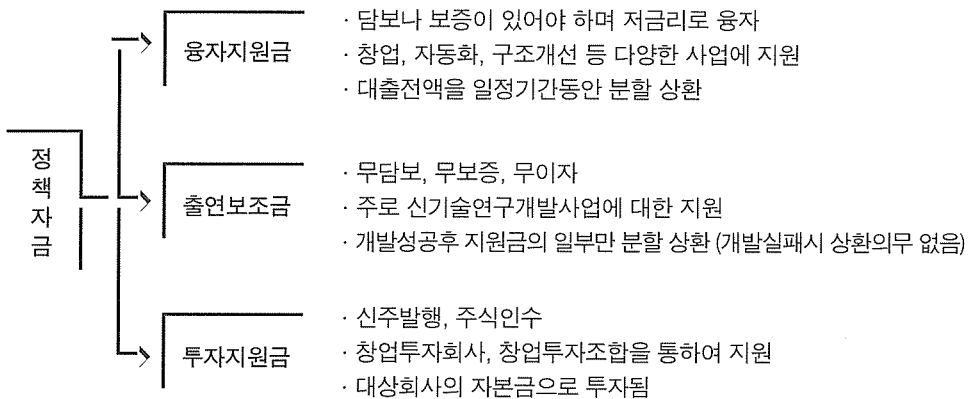 정책자금
융자지원금
· 담보나 보증이 있어야 하며 저금리로 융자
· 창업, 자동화, 구조개선 등 다양한 사업에 지원
· 대출전액을 일정기간동안 분할 상환
출연보조금
· 무담보, 무보증, 무이자
· 주로 신기술연구개발사업에 대한 지원
· 개발성공후 지원금의 일부만 분할 상환 (개발실패시 상환의무 없음)
투자지원금
· 신주발행, 주식인수
· 창업투자회사, 창업투자조합을 통하여 지원
· 대상회사의 자본금으로 투자됨